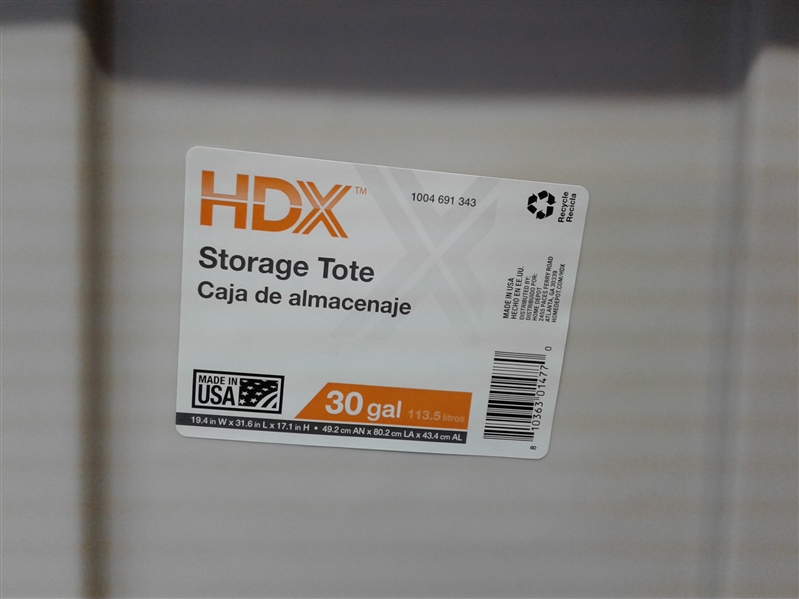 HDX™
1004 691 343
Recycle
Recicla
Storage Tote
Caja de almacenaje
MADE IN USA
HECHO EN EE.UU.
DISTRIBUTED BY:
DISTRIBUIDO POR:
HOME DEPOT
2455 PACES FERRY ROAD
ATLANTA, GA 30339
HOMEDEPOT.COM/HDX
MADE IN
USA
30 gal 113.5 litros
19.4 in W x 31.6 in L x 17.1 in H • 49.2 cm AN x 80.2 cm LA x 43.4 cm AL
8 10363 01477 0